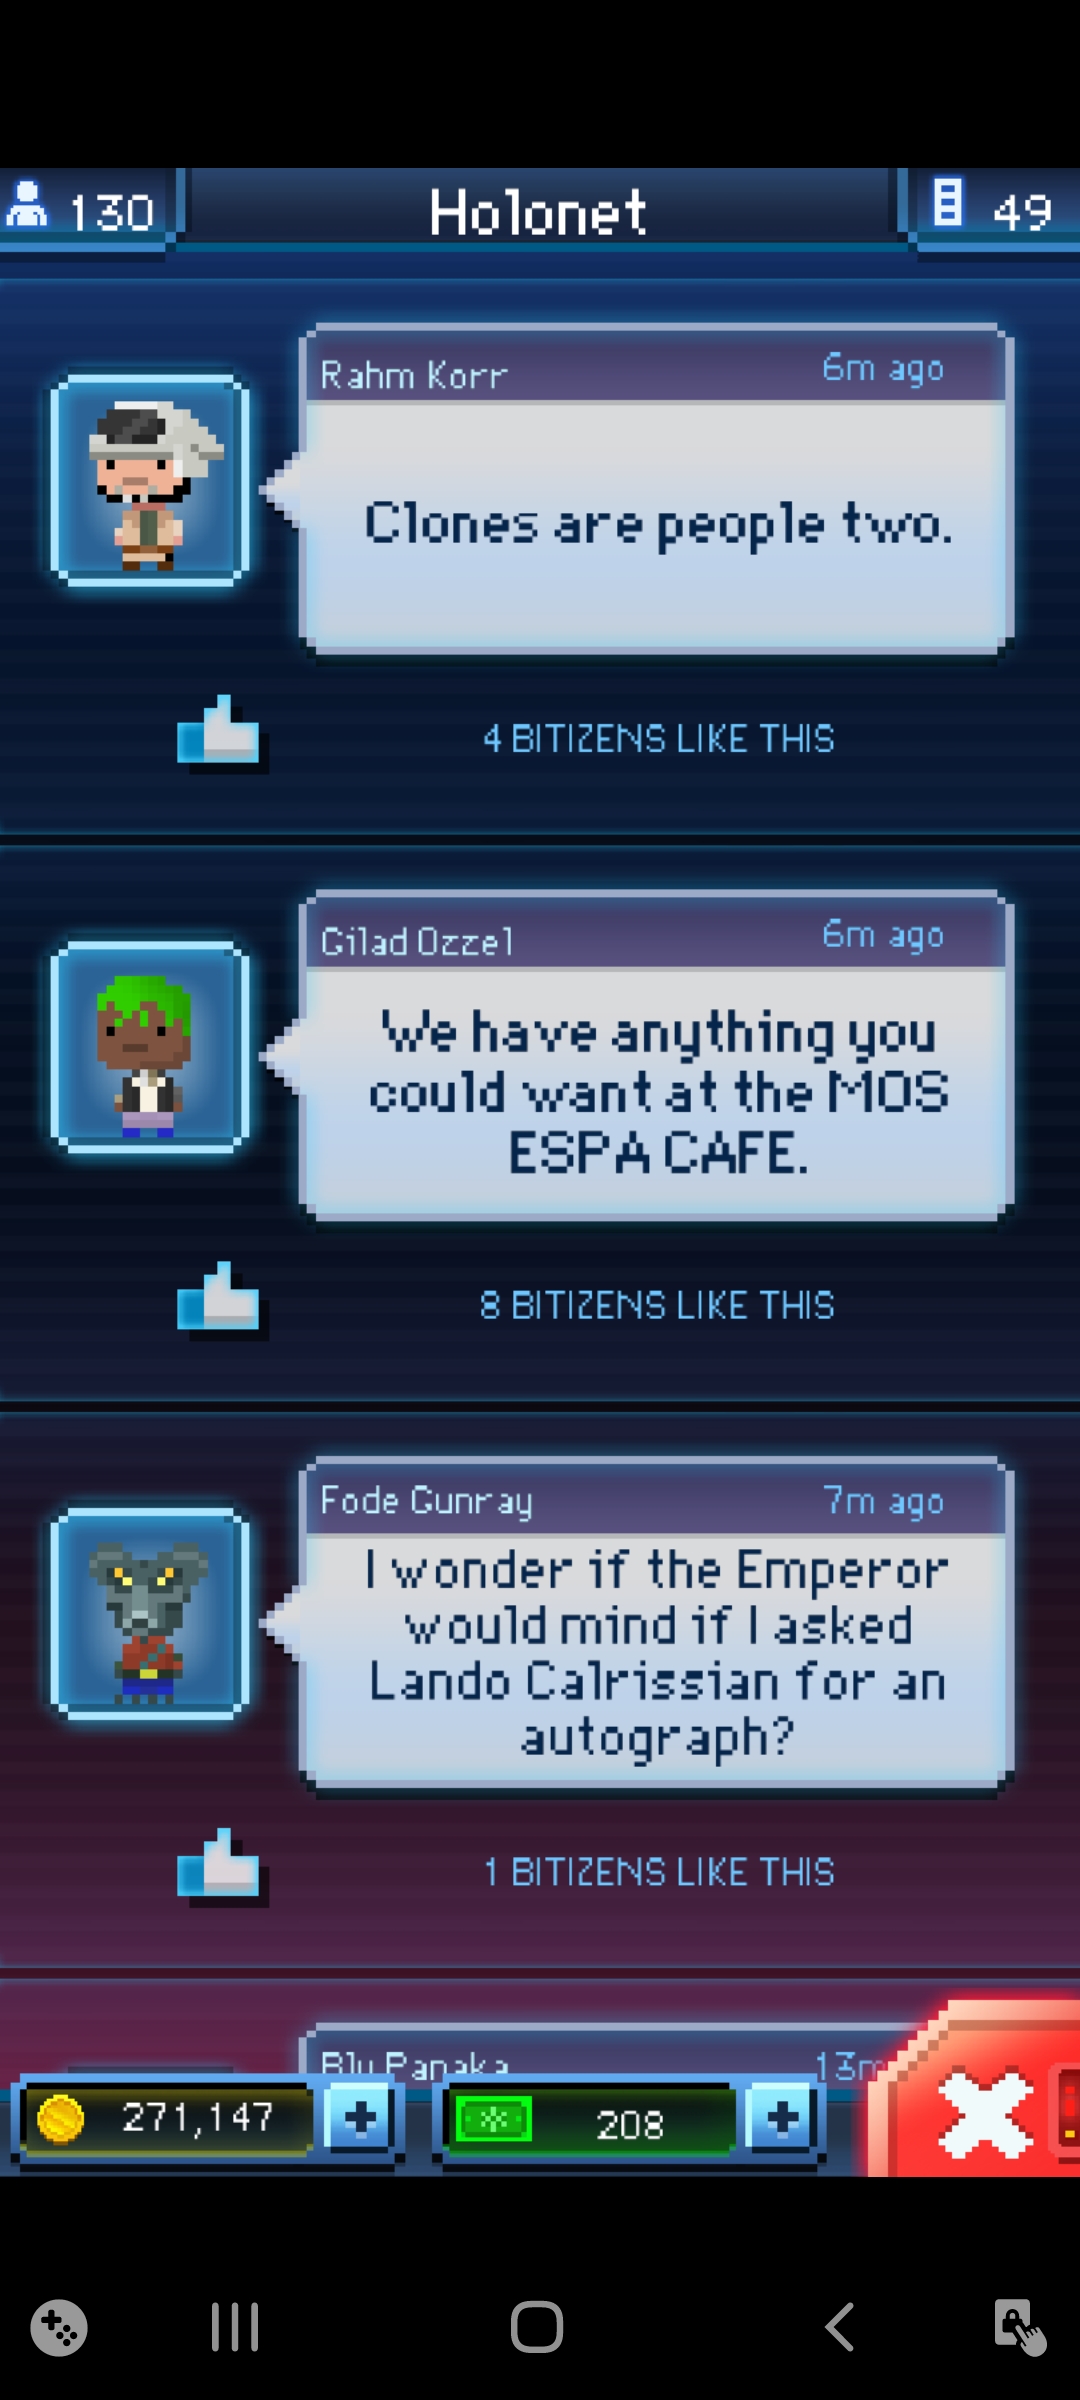 130
Holonet
49
Rahm Korr
6m ago
Clones are people two.
4 BITIZENS LIKE THIS
Gilad Ozzel
6m ago
We have anything you
could want at the MOS
ESPA CAFE.
8 BITIZENS LIKE THIS
Fode Gunray
7m ago
I wonder if the Emperor
would mind if I asked
Lando Calrissian for an
autograph?
1 BITIZENS LIKE THIS
Blu Panaka
13m
271,147
208